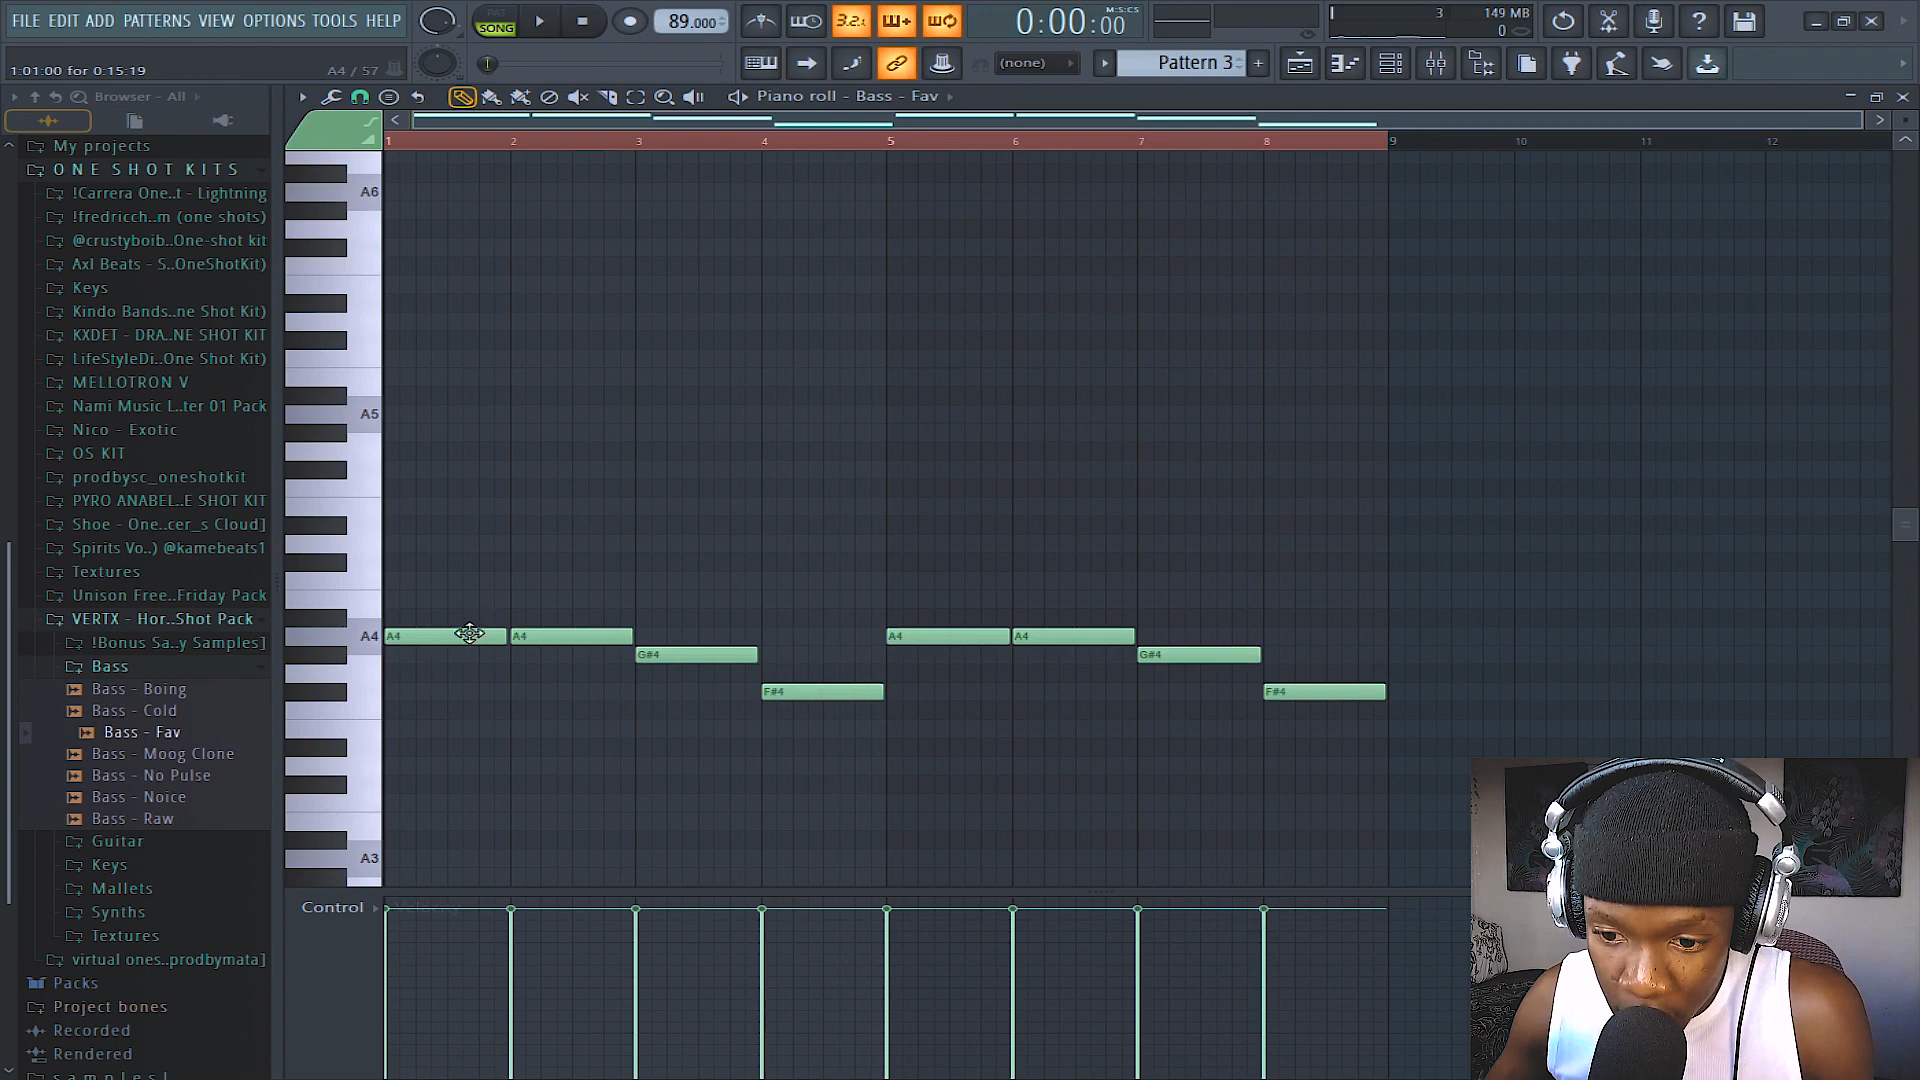 FILE EDIT ADD PATTERNS VIEW OPTIONS TOOLS HELP
PAT
SONG
89.000
3.2.
0:00:00
M:S:CS
3
149 MB
0
1:01:00 for 0:15:19
A4 / 57
(none)
Pattern 3
Browser - All
Piano roll - Bass - Fav
1 2 3 4 5 6 7 8 9 10 11 12
My projects
ONE SHOT KITS
!Carrera One..t - Lightning
!fredricch..m (one shots)
@crustyboib..One-shot kit
Axl Beats - S..OneShotKit)
Keys
Kindo Bands..ne Shot Kit)
KXDET - DRA..NE SHOT KIT
LifeStyleDi..One Shot Kit)
MELLOTRON V
Nami Music L..ter 01 Pack
Nico - Exotic
OS KIT
prodbysc_oneshotkit
PYRO ANABEL..E SHOT KIT
Shoe - One..cer_s Cloud]
Spirits Vo..) @kamebeats1
Textures
Unison Free..Friday Pack
VERTX - Hor..Shot Pack
!Bonus Sa..y Samples]
Bass
Bass - Boing
Bass - Cold
Bass - Fav
Bass - Moog Clone
Bass - No Pulse
Bass - Noice
Bass - Raw
Guitar
Keys
Mallets
Synths
Textures
virtual ones..prodbymata]
Packs
Project bones
Recorded
Rendered
A6
A5
A4
A3
A4 A4 A4 A4
G#4 G#4
F#4 F#4
Control
Velocity